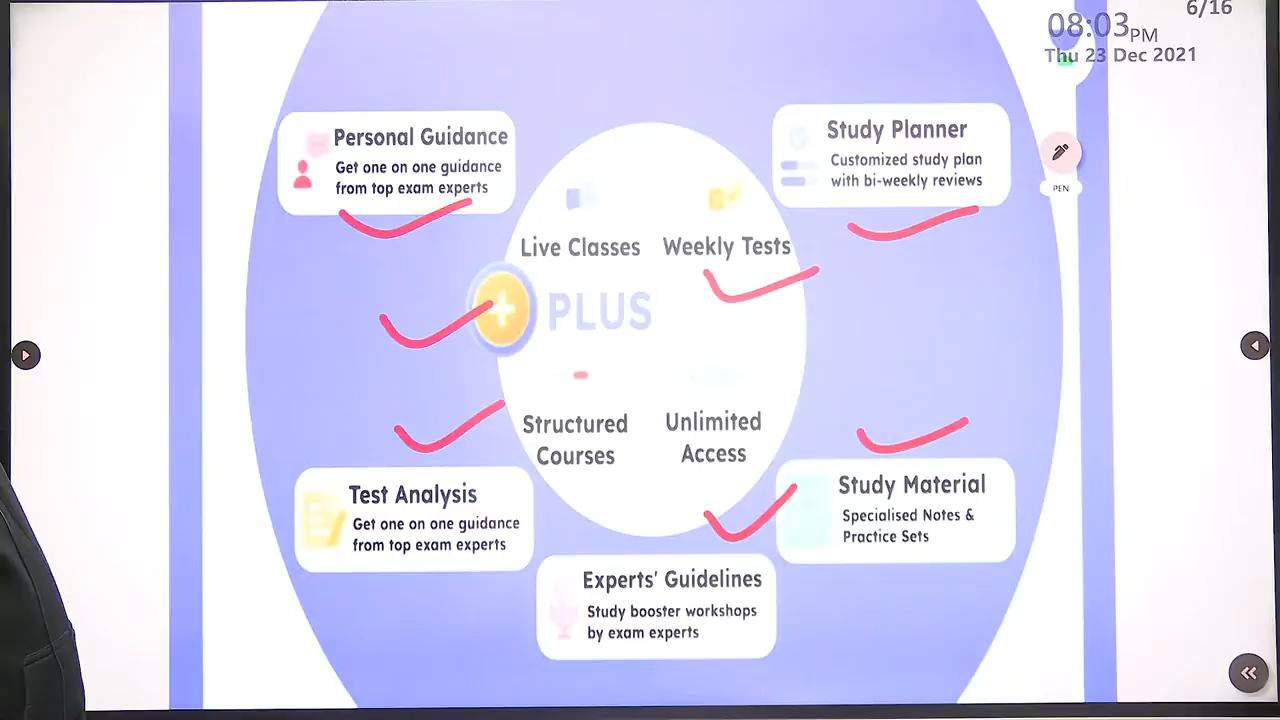 6/16
08:03 PM
Thu 23 Dec 2021
Personal Guidance
Get one on one guidance
from top exam experts
Study Planner
Customized study plan
with bi-weekly reviews
PEN
Live Classes
Weekly Tests
PLUS
Structured
Courses
Unlimited
Access
Test Analysis
Get one on one guidance
from top exam experts
Study Material
Specialised Notes &
Practice Sets
Experts' Guidelines
Study booster workshops
by exam experts